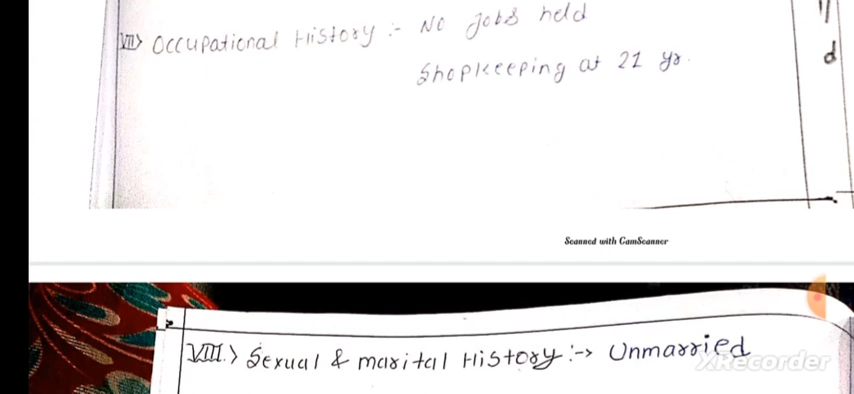 VII> Occupational History :- No jobs held
Shopkeeping at 21 yr.
d
Scanned with CamScanner
VIII.> Sexual & marital History :-> Unmarried
XRecorder